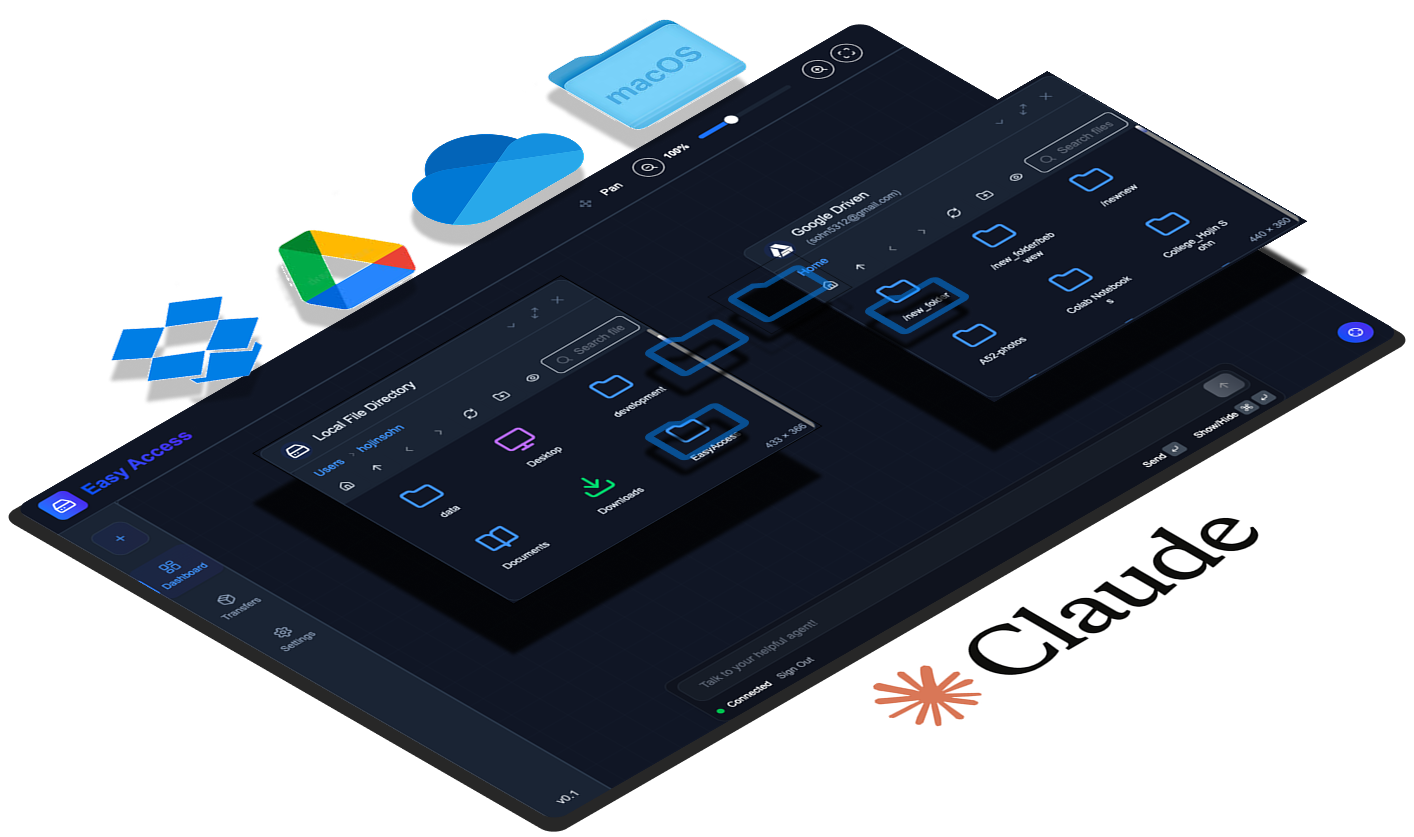 macOS
Easy Access
Pan
100%
Dashboard
Transfers
Settings
v0.1
Local File Directory
Users › hojinsohn
Search file
data
Desktop
development
Documents
Downloads
EasyAcces
433 × 366
Google Driven
(sohn5312@gmail.com)
Home
Search files
/new_folder
/new_folder/beb
wew
/newnew
A52-photos
Colab Notebook
s
College_Hojin S
ohn
440 × 360
Talk to your helpful agent!
Connected
Sign Out
Send
Show/Hide
Claude